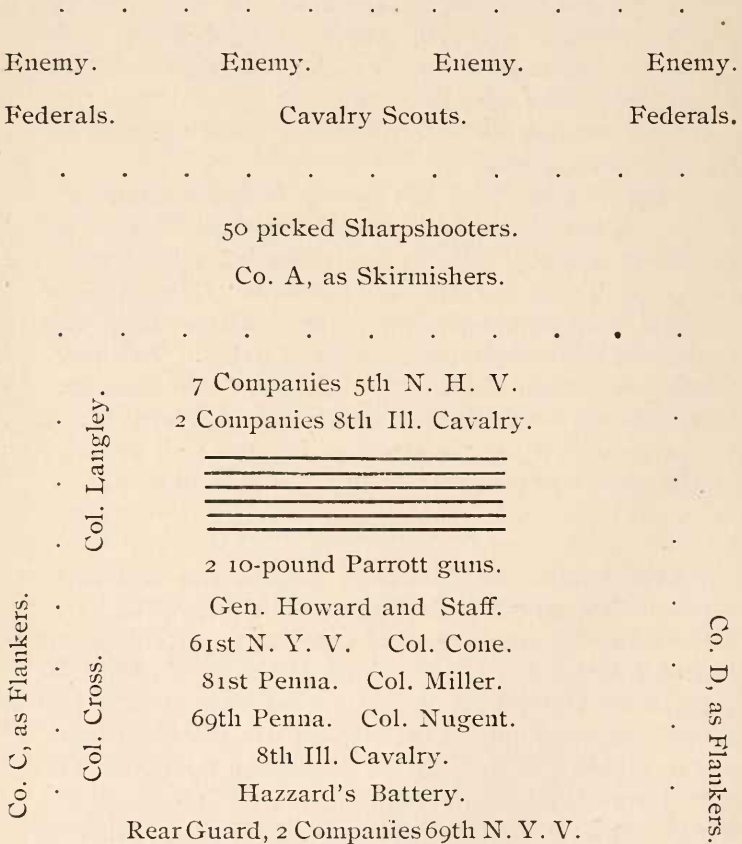 Enemy. Enemy. Enemy. Enemy.
Federals. Cavalry Scouts. Federals.
50 picked Sharpshooters.
Co. A, as Skirmishers.
7 Companies 5th N. H. V.
2 Companies 8th Ill. Cavalry.
Col. Langley.
2 10-pound Parrott guns.
Gen. Howard and Staff.
61st N. Y. V. Col. Cone.
81st Penna. Col. Miller.
69th Penna. Col. Nugent.
8th Ill. Cavalry.
Hazzard's Battery.
Rear Guard, 2 Companies 69th N. Y. V.
Col. Cross.
Co. C, as Flankers.
Co. D, as Flankers.